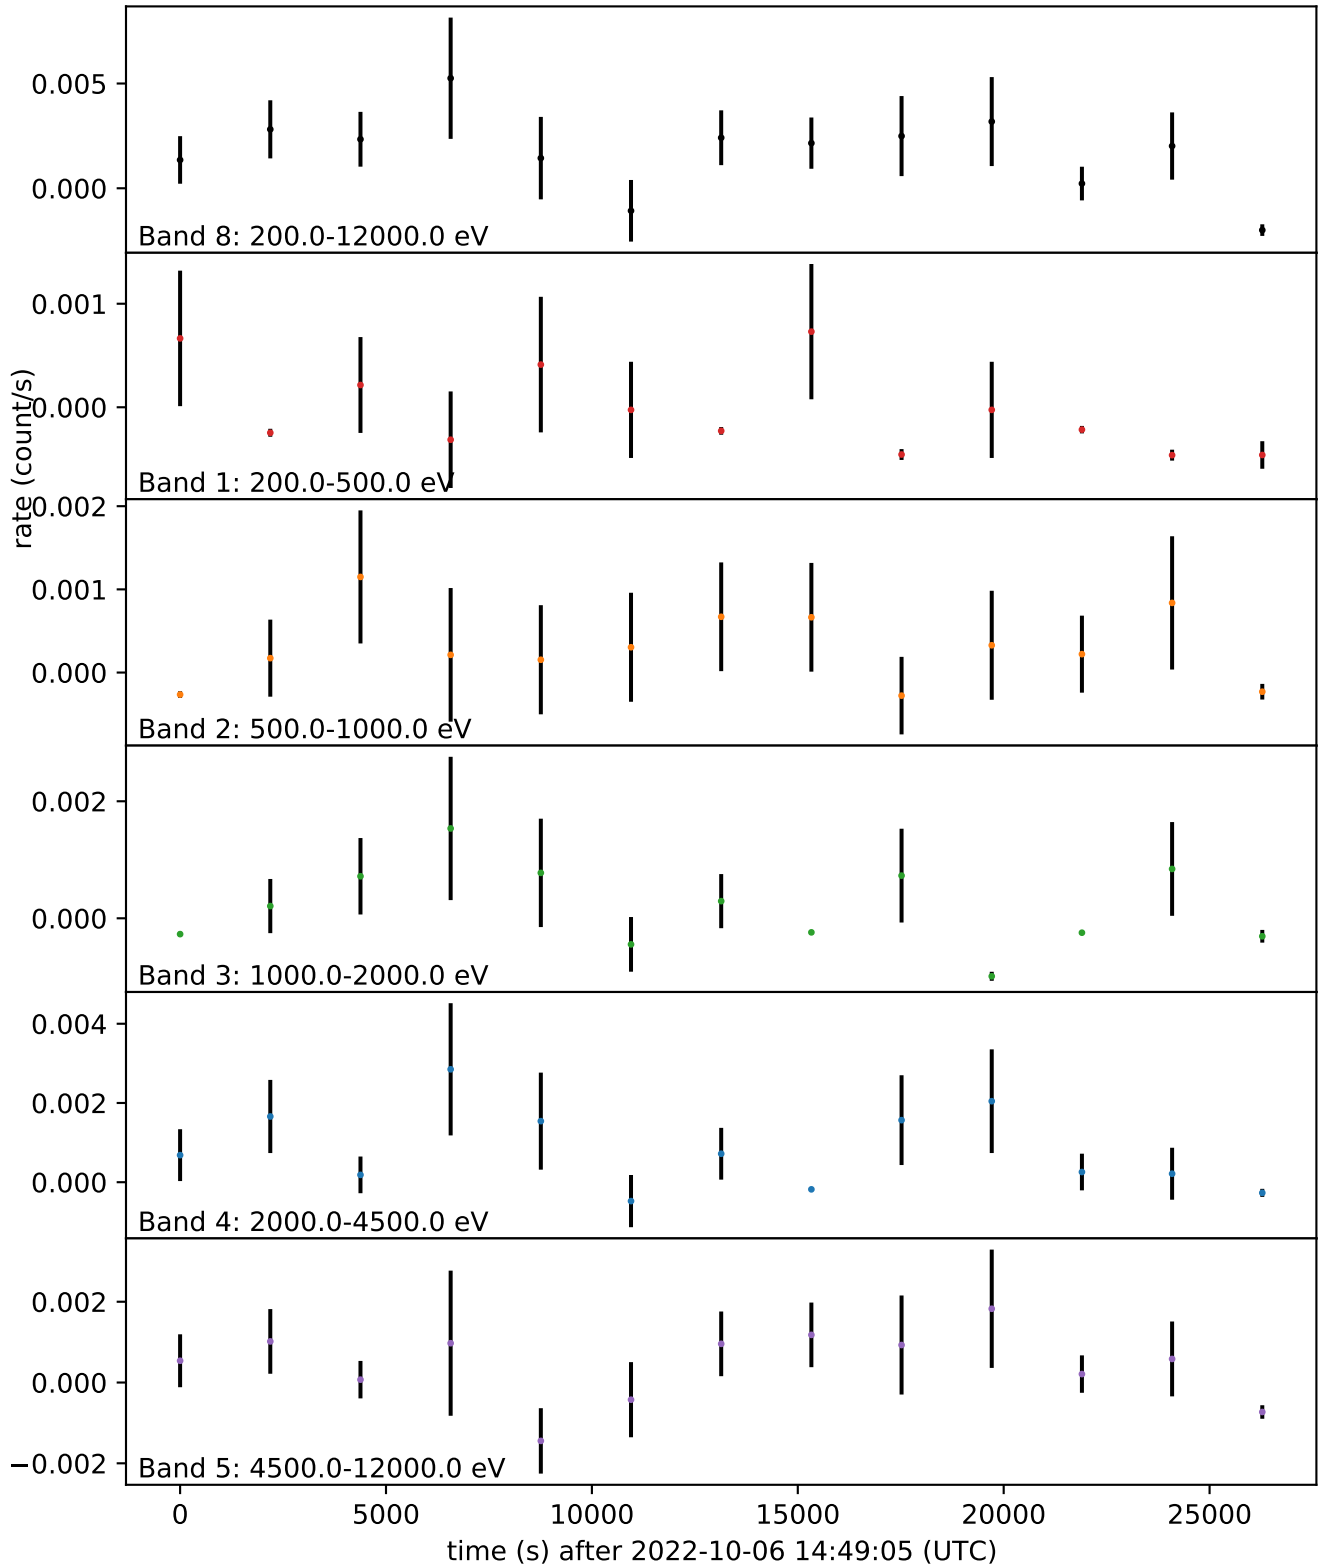 0.005
0.000
Band 8: 200.0-12000.0 eV
0.001
0.000
Band 1: 200.0-500.0 eV
rate (count/s)
0.002
0.001
0.000
Band 2: 500.0-1000.0 eV
0.002
0.000
Band 3: 1000.0-2000.0 eV
0.004
0.002
0.000
Band 4: 2000.0-4500.0 eV
0.002
0.000
−0.002
Band 5: 4500.0-12000.0 eV
0 5000 10000 15000 20000 25000
time (s) after 2022-10-06 14:49:05 (UTC)